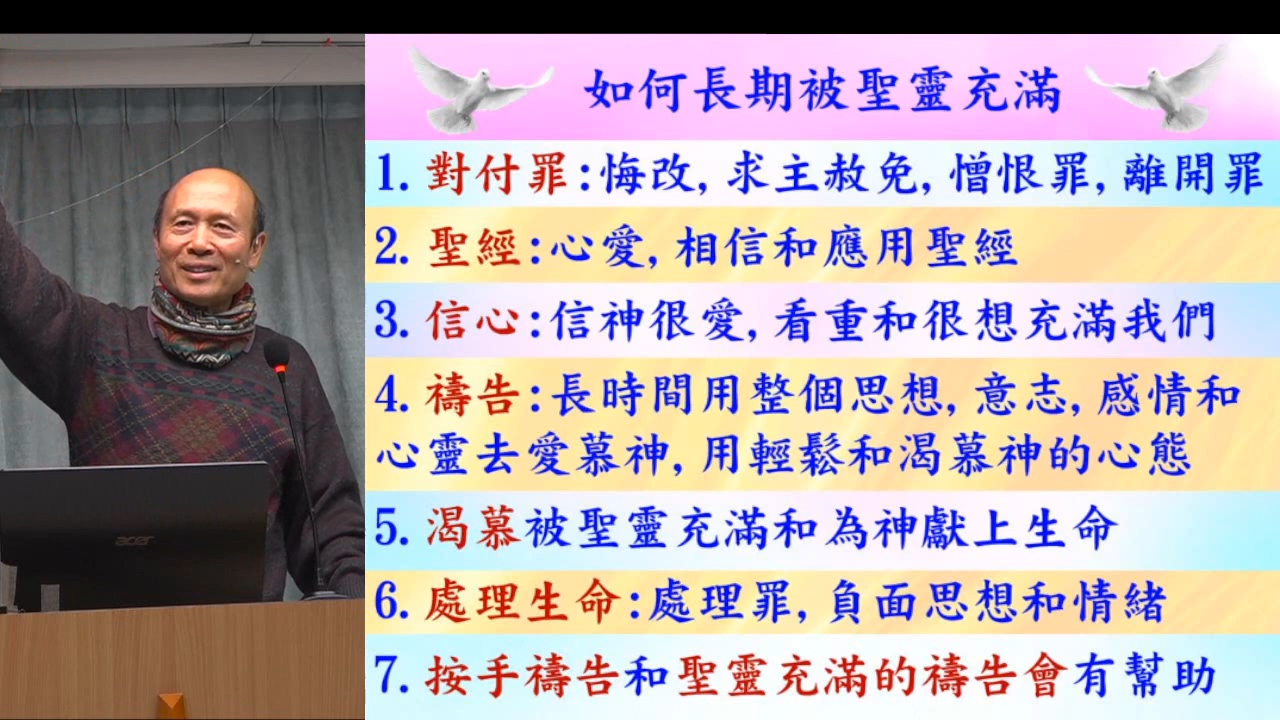 如何長期被聖靈充滿
1. 對付罪:悔改, 求主赦免, 憎恨罪, 離開罪
2. 聖經:心愛, 相信和應用聖經
3. 信心:信神很愛, 看重和很想充滿我們
4. 禱告:長時間用整個思想, 意志, 感情和
心靈去愛慕神, 用輕鬆和渴慕神的心態
5. 渴慕被聖靈充滿和為神獻上生命
6. 處理生命:處理罪, 負面思想和情緒
7. 按手禱告和聖靈充滿的禱告會有幫助
acer